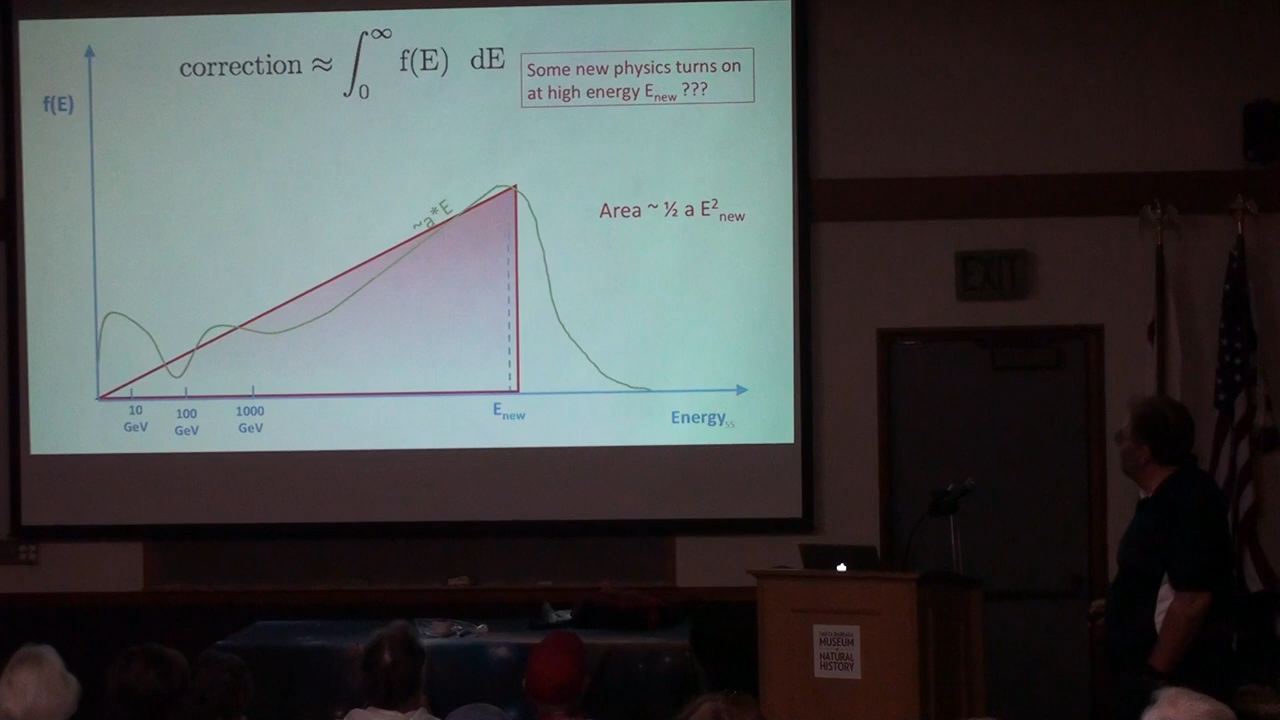 correction ≈ ∫₀^∞ f(E) dE
Some new physics turns on
at high energy E_new ???
f(E)
~a*E
Area ~ ½ a E²_new
10
GeV
100
GeV
1000
GeV
E_new
Energy
55
EXIT
SANTA BARBARA
MUSEUM
OF
NATURAL
HISTORY